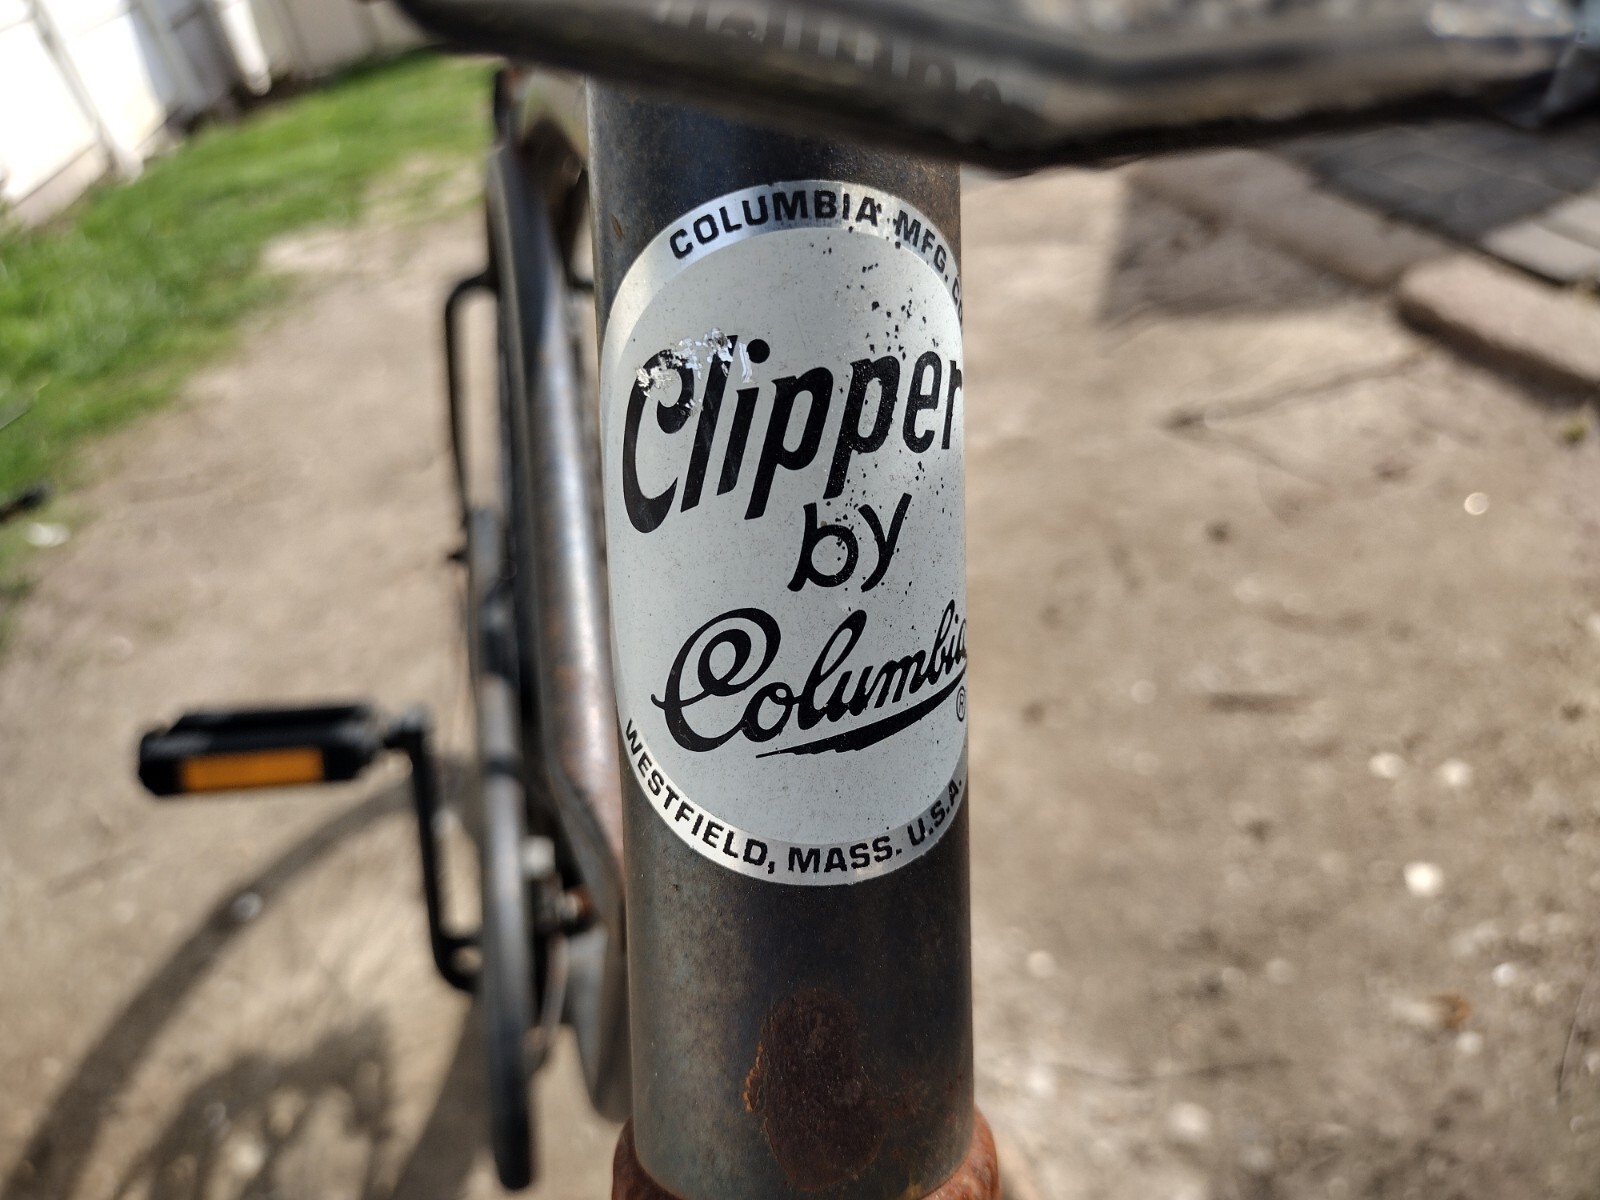 COLUMBIA MFG. CO
Clipper
by
Columbia
®
WESTFIELD, MASS. U.S.A.